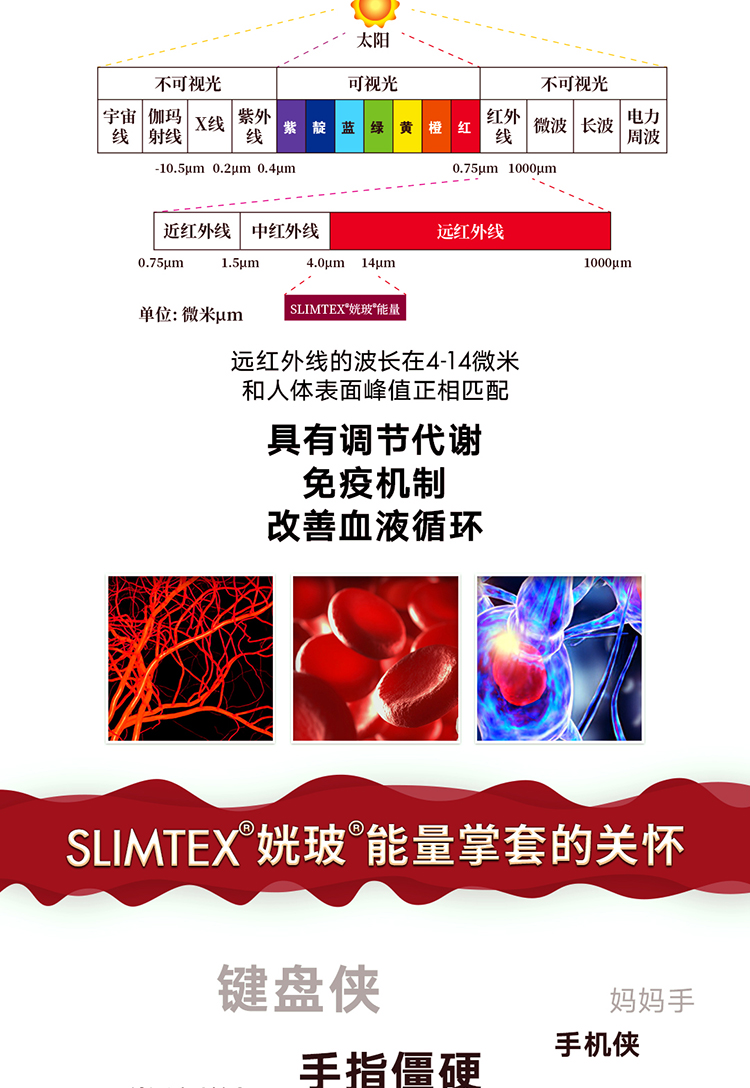 太阳
不可视光 可视光 不可视光
宇宙线 伽玛射线 X线 紫外线 紫 靛 蓝 绿 黄 橙 红 红外线 微波 长波 电力周波
-10.5μm 0.2μm 0.4μm 0.75μm 1000μm
近红外线 中红外线 远红外线
0.75μm 1.5μm 4.0μm 14μm 1000μm
SLIMTEX®姯玻®能量
单位: 微米μm
远红外线的波长在4-14微米
和人体表面峰值正相匹配
具有调节代谢
免疫机制
改善血液循环
SLIMTEX®姯玻®能量掌套的关怀
键盘侠
妈妈手
手机侠
手指僵硬